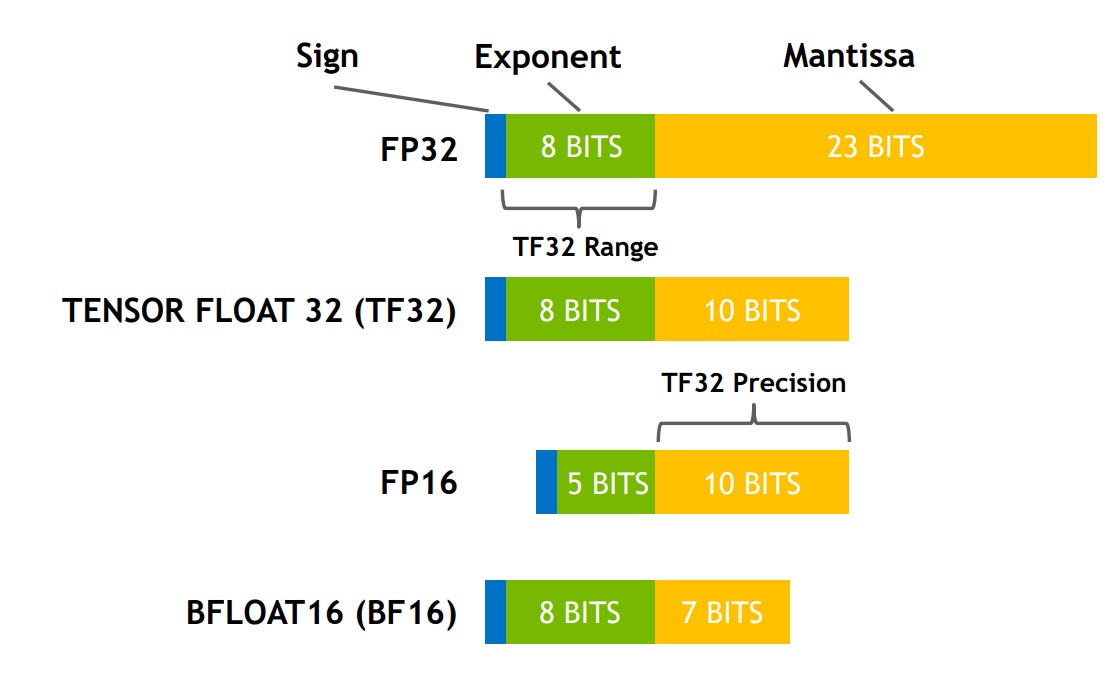 Sign Exponent Mantissa
FP32 8 BITS 23 BITS
TF32 Range
TENSOR FLOAT 32 (TF32) 8 BITS 10 BITS
TF32 Precision
FP16 5 BITS 10 BITS
BFLOAT16 (BF16) 8 BITS 7 BITS